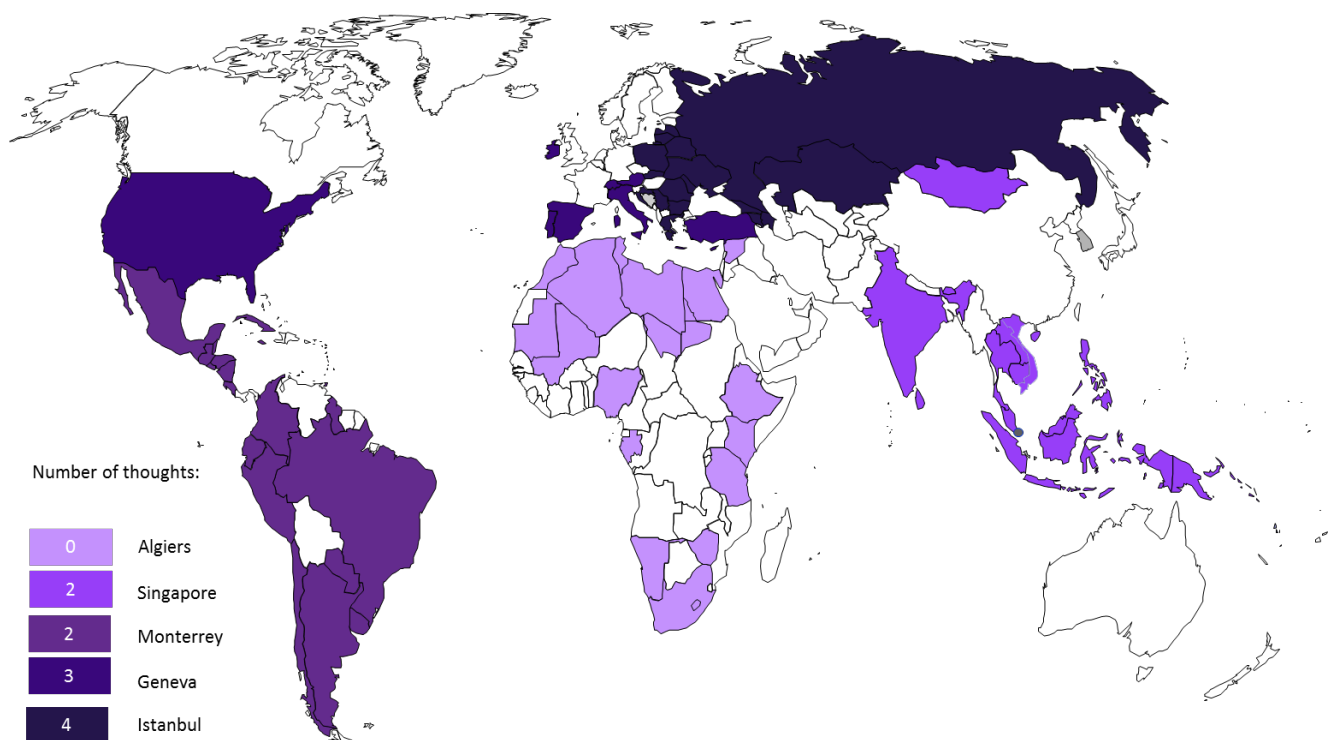 Number of thoughts:
0 Algiers
2 Singapore
2 Monterrey
3 Geneva
4 Istanbul